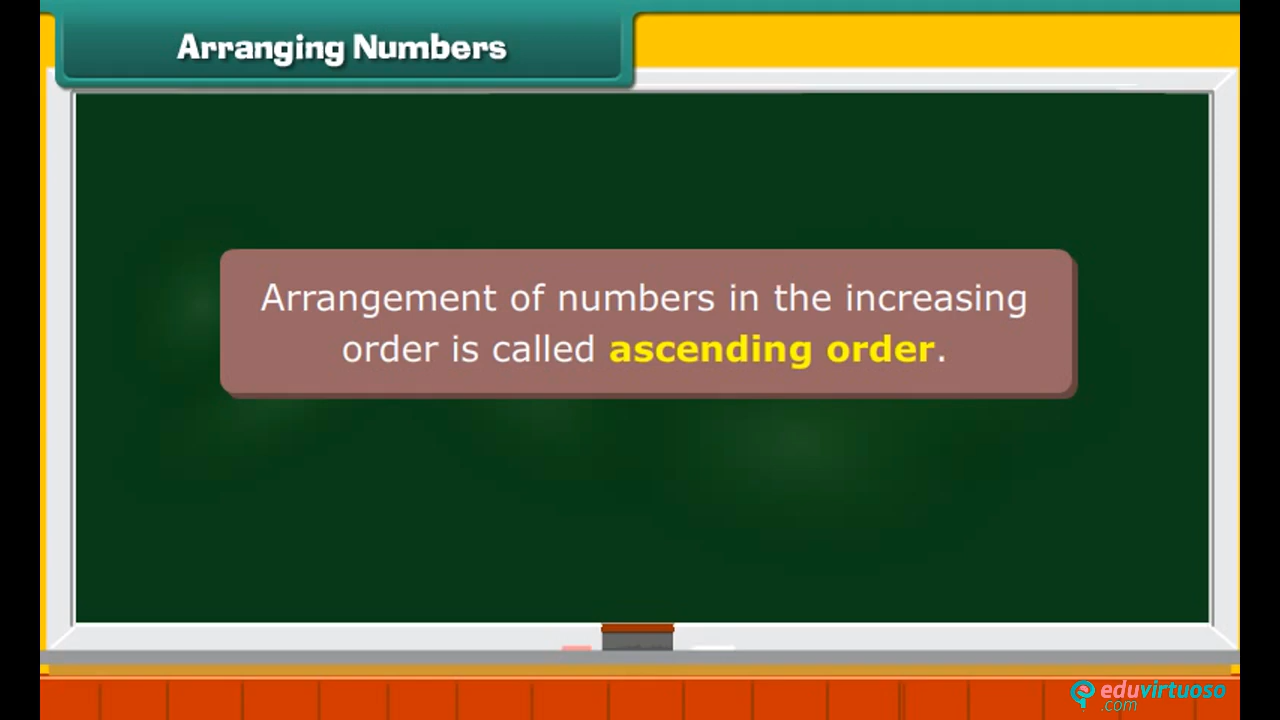 Arranging Numbers
Arrangement of numbers in the increasing
order is called ascending order.
eduvirtuoso
.com